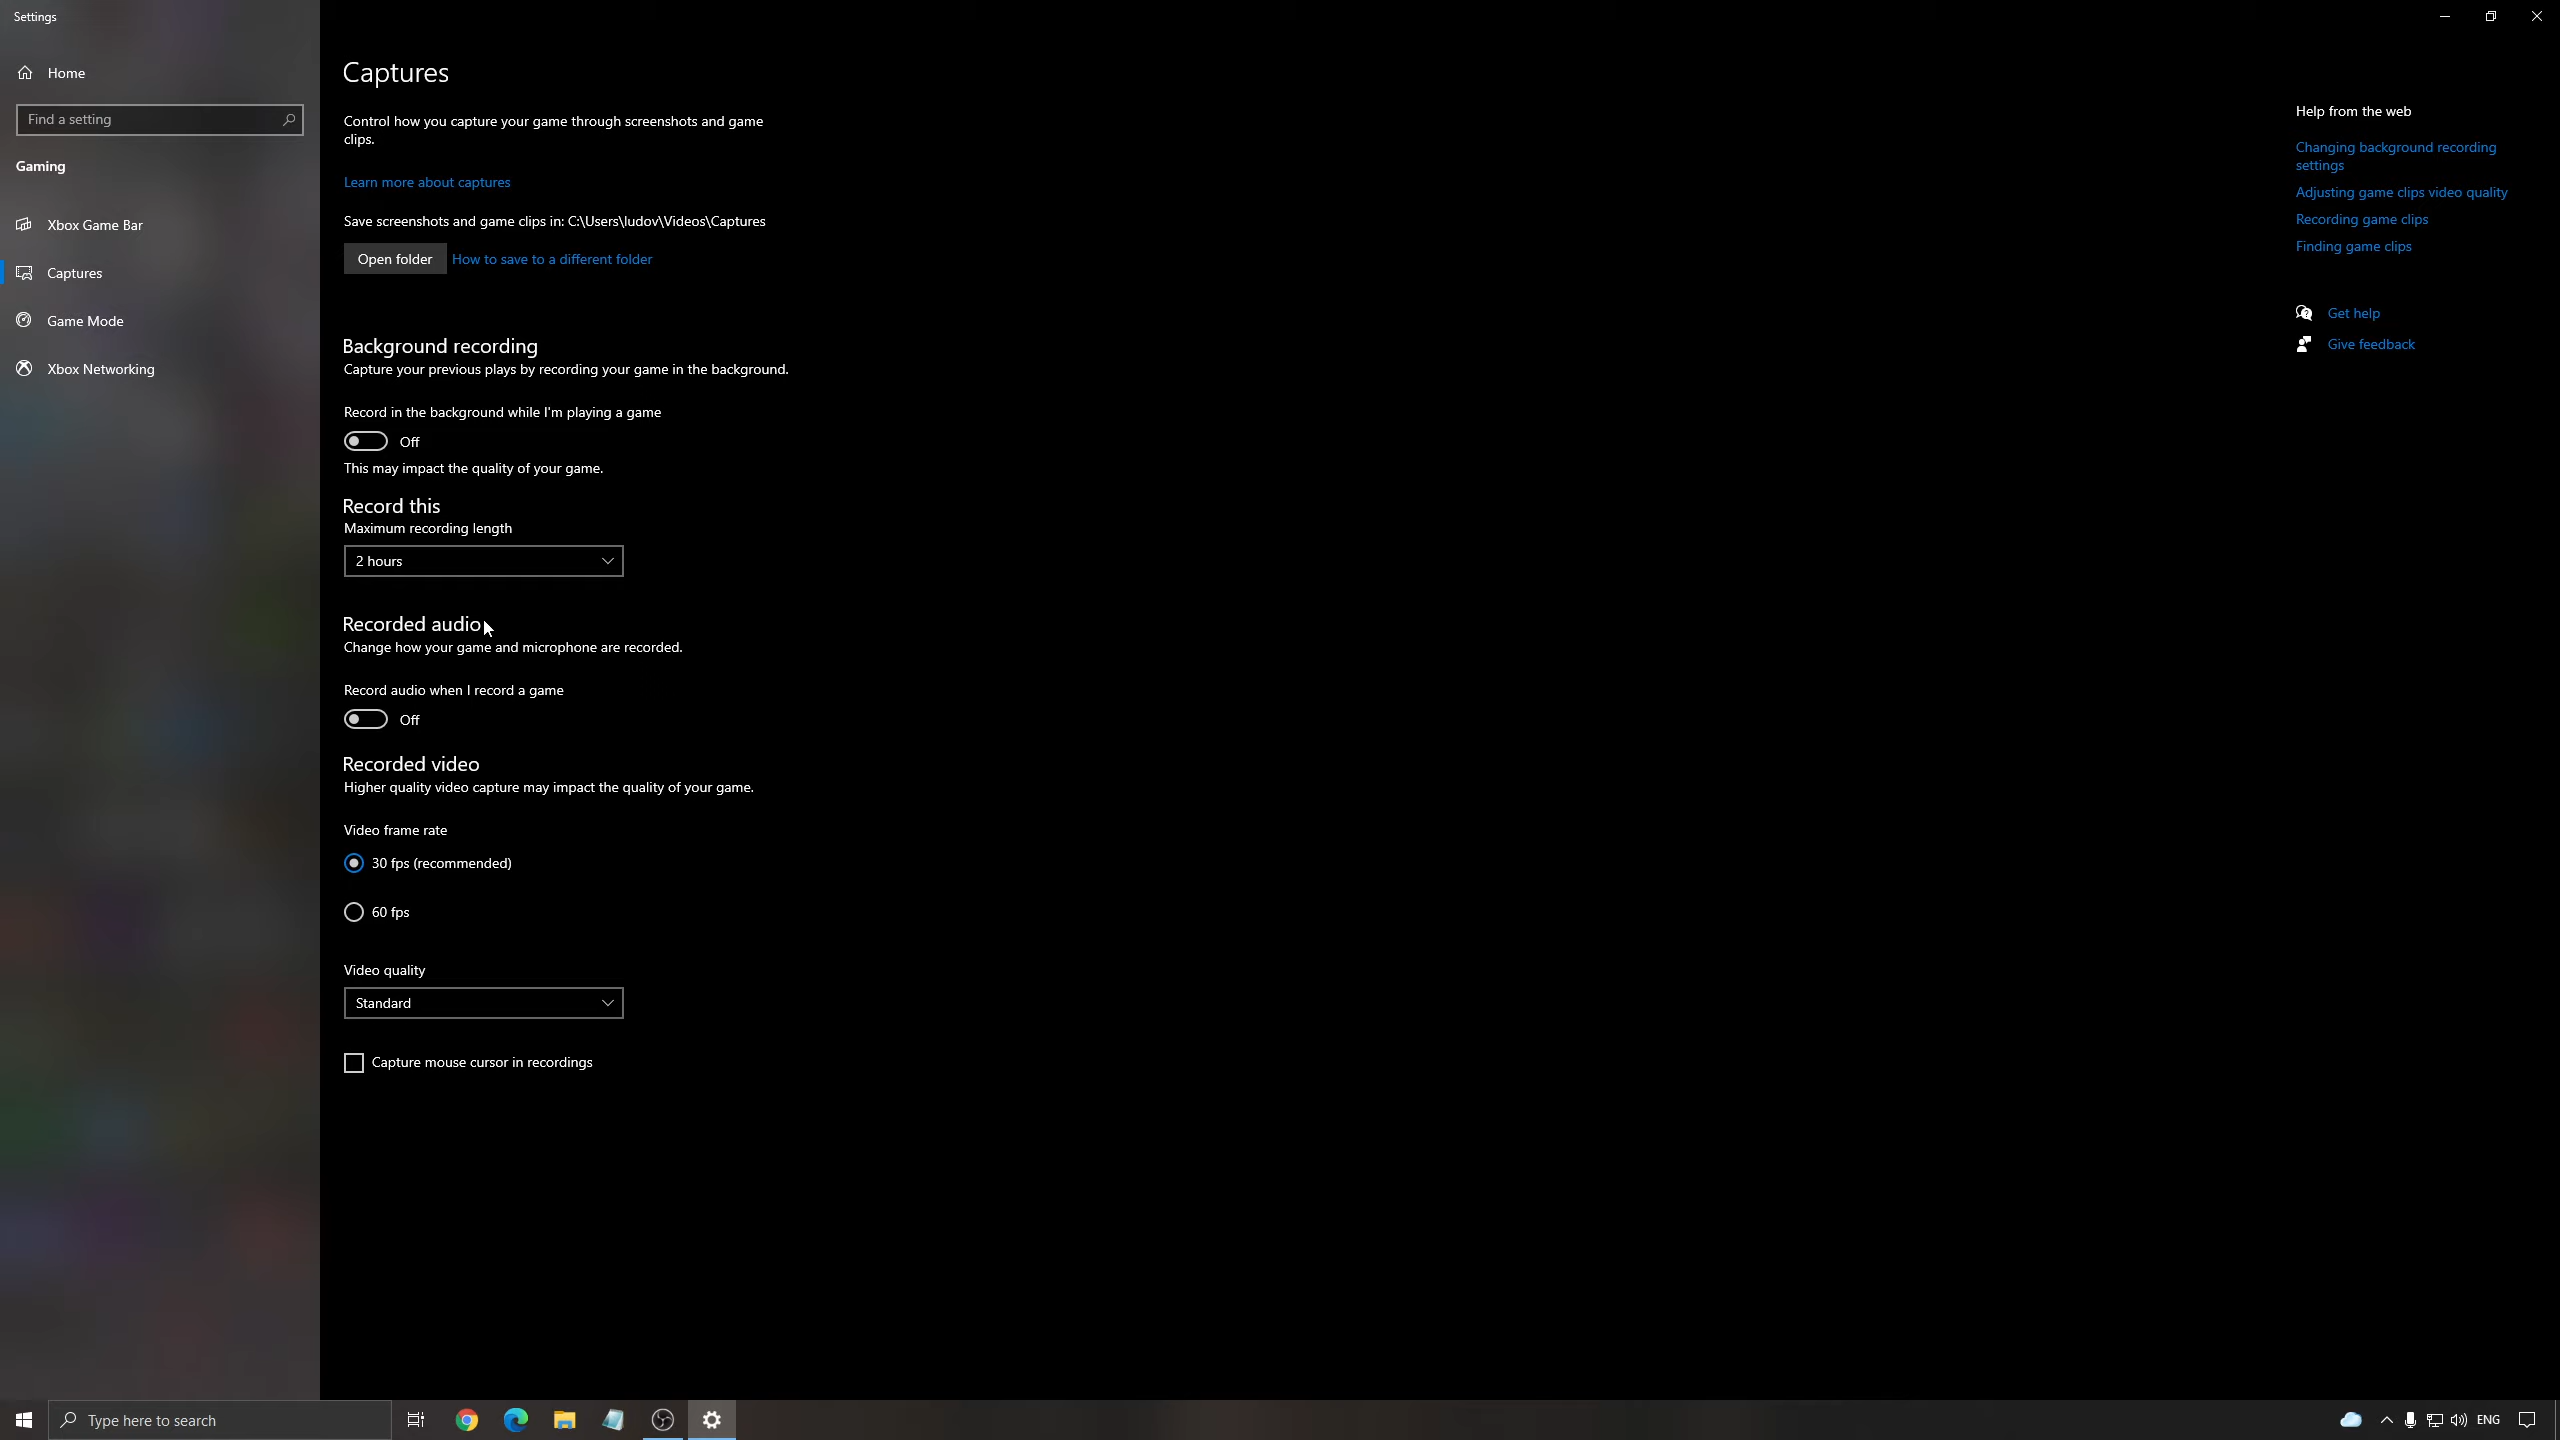 Settings
Home
Find a setting
Gaming
Xbox Game Bar
Captures
Game Mode
Xbox Networking
Captures
Control how you capture your game through screenshots and game
clips.
Learn more about captures
Save screenshots and game clips in: C:\Users\ludov\Videos\Captures
Open folder
How to save to a different folder
Background recording
Capture your previous plays by recording your game in the background.
Record in the background while I'm playing a game
Off
This may impact the quality of your game.
Record this
Maximum recording length
2 hours
Recorded audio
Change how your game and microphone are recorded.
Record audio when I record a game
Off
Recorded video
Higher quality video capture may impact the quality of your game.
Video frame rate
30 fps (recommended)
60 fps
Video quality
Standard
Capture mouse cursor in recordings
Help from the web
Changing background recording
settings
Adjusting game clips video quality
Recording game clips
Finding game clips
Get help
Give feedback
Type here to search
ENG